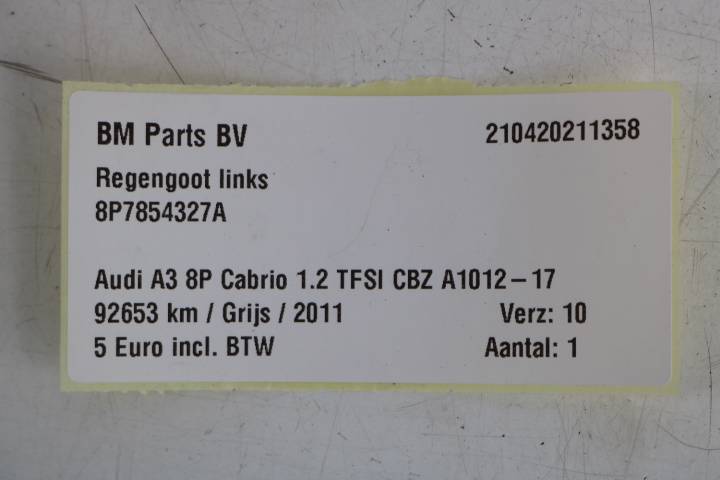 BM Parts BV 210420211358
Regengoot links
8P7854327A
Audi A3 8P Cabrio 1.2 TFSI CBZ A1012-17
92653 km / Grijs / 2011 Verz: 10
5 Euro incl. BTW Aantal: 1